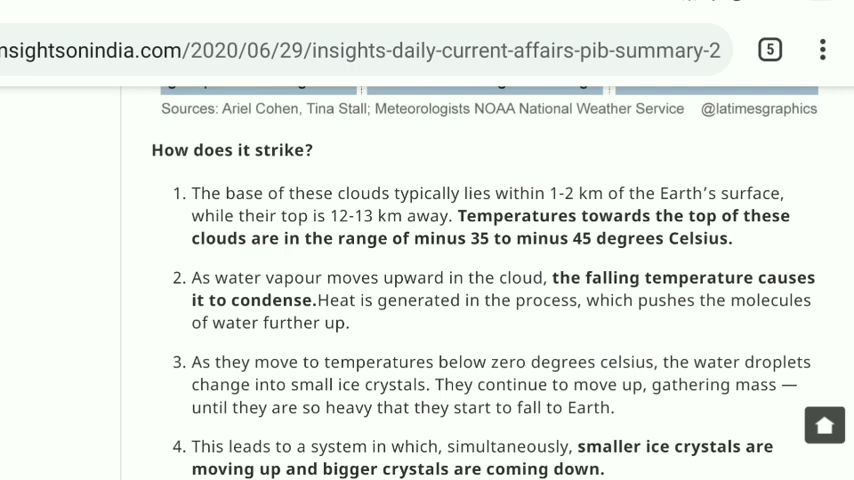 nsightsonindia.com/2020/06/29/insights-daily-current-affairs-pib-summary-2
5
Sources: Ariel Cohen, Tina Stall; Meteorologists NOAA National Weather Service @latimesgraphics
How does it strike?
1. The base of these clouds typically lies within 1-2 km of the Earth's surface,
while their top is 12-13 km away. Temperatures towards the top of these
clouds are in the range of minus 35 to minus 45 degrees Celsius.
2. As water vapour moves upward in the cloud, the falling temperature causes
it to condense.Heat is generated in the process, which pushes the molecules
of water further up.
3. As they move to temperatures below zero degrees celsius, the water droplets
change into small ice crystals. They continue to move up, gathering mass —
until they are so heavy that they start to fall to Earth.
4. This leads to a system in which, simultaneously, smaller ice crystals are
moving up and bigger crystals are coming down.